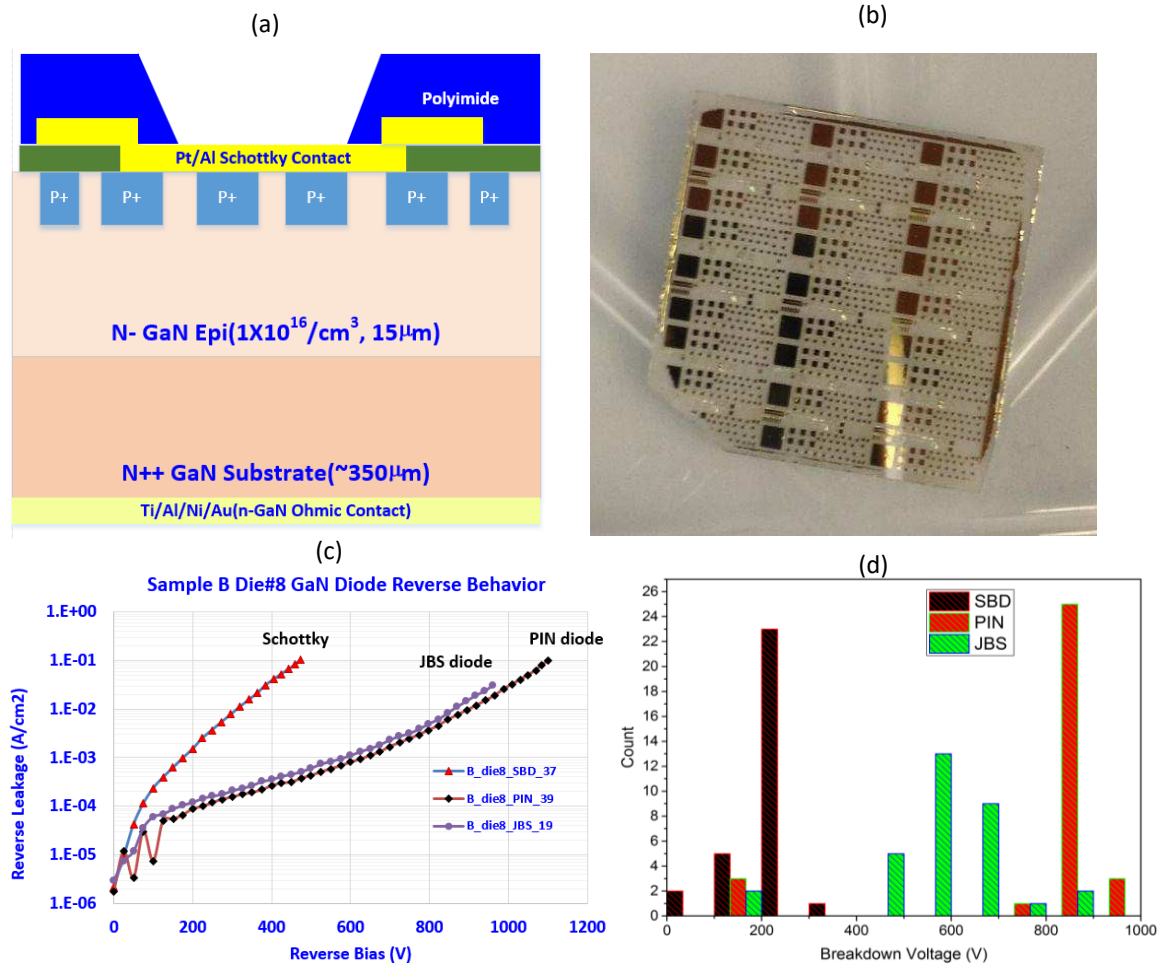 (a)
Polyimide
Pt/Al Schottky Contact
P+ P+ P+ P+ P+ P+
N- GaN Epi(1X10^16/cm^3, 15μm)
N++ GaN Substrate(~350μm)
Ti/Al/Ni/Au(n-GaN Ohmic Contact)
(b)
(c)
Sample B Die#8 GaN Diode Reverse Behavior
Reverse Leakage (A/cm2)
1.E+00
1.E-01
1.E-02
1.E-03
1.E-04
1.E-05
1.E-06
Schottky
JBS diode
PIN diode
B_die8_SBD_37
B_die8_PIN_39
B_die8_JBS_19
0 200 400 600 800 1000 1200
Reverse Bias (V)
(d)
Count
26
24
22
20
18
16
14
12
10
8
6
4
2
0
SBD
PIN
JBS
0 200 400 600 800 1000
Breakdown Voltage (V)